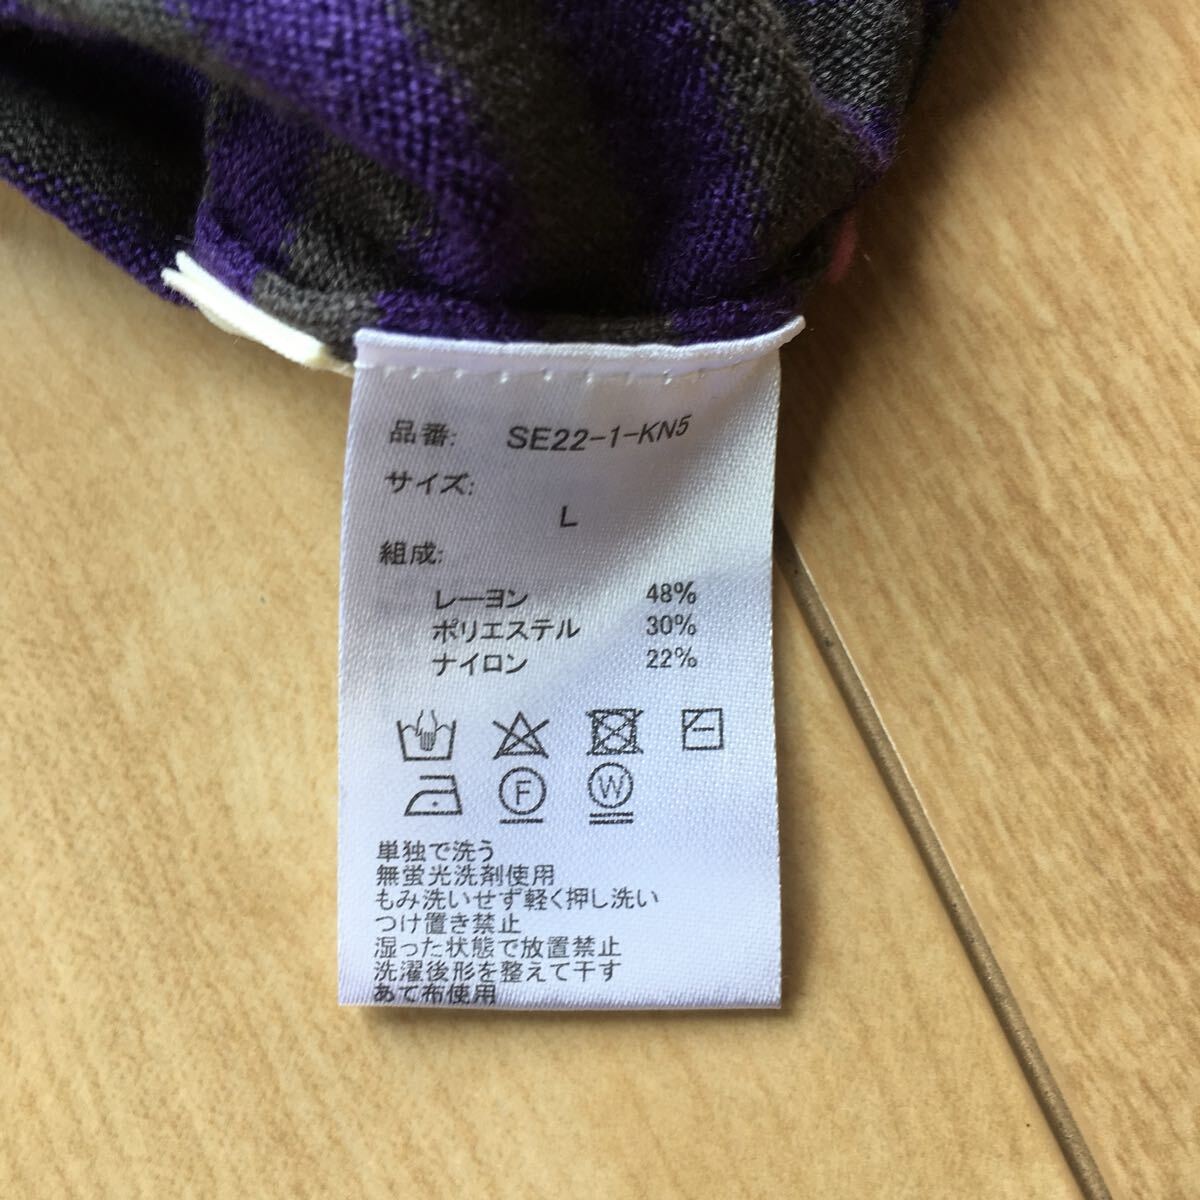 品番: SE22-1-KN5
サイズ:
L
組成:
レーヨン 48%
ポリエステル 30%
ナイロン 22%
F W
単独で洗う
無蛍光洗剤使用
もみ洗いせず軽く押し洗い
つけ置き禁止
湿った状態で放置禁止
洗濯後形を整えて干す
あて布使用